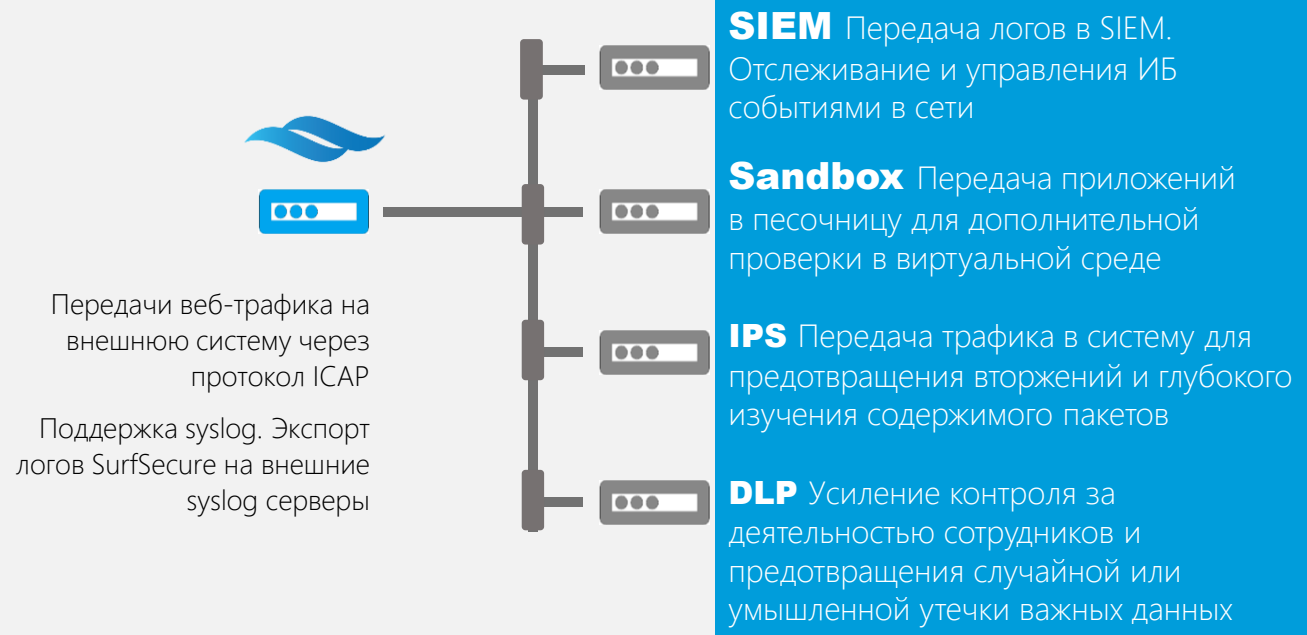 Передачи веб-трафика на
внешнюю систему через
протокол ICAP
Поддержка syslog. Экспорт
логов SurfSecure на внешние
syslog серверы
SIEM Передача логов в SIEM.
Отслеживание и управления ИБ
событиями в сети
Sandbox Передача приложений
в песочницу для дополнительной
проверки в виртуальной среде
IPS Передача трафика в систему для
предотвращения вторжений и глубокого
изучения содержимого пакетов
DLP Усиление контроля за
деятельностью сотрудников и
предотвращения случайной или
умышленной утечки важных данных